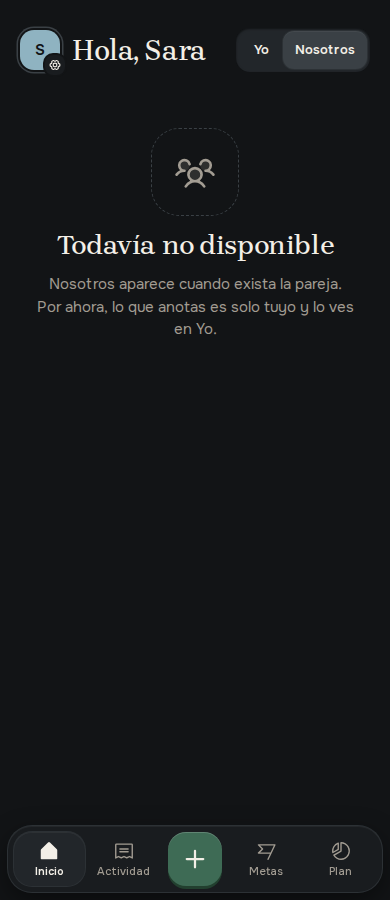 S
Hola, Sara
Yo
Nosotros
Todavía no disponible
Nosotros aparece cuando exista la pareja.
Por ahora, lo que anotas es solo tuyo y lo ves
en Yo.
Inicio
Actividad
Metas
Plan